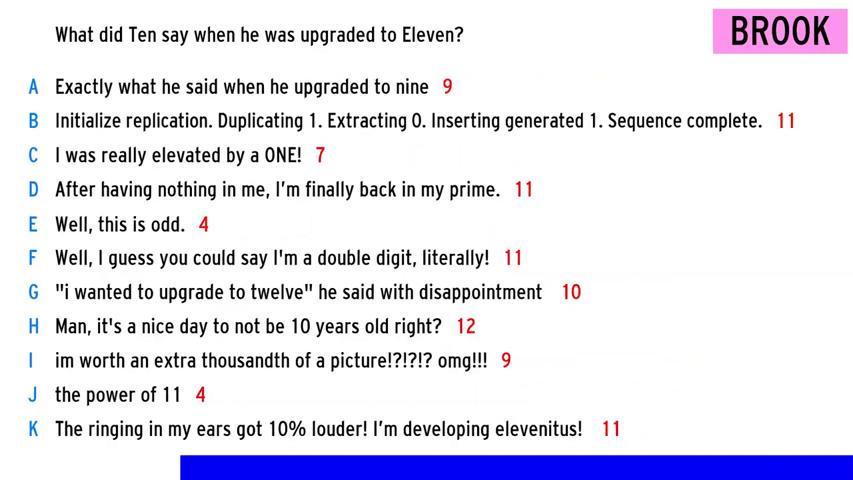 What did Ten say when he was upgraded to Eleven?
BROOK
A Exactly what he said when he upgraded to nine 9
B Initialize replication. Duplicating 1. Extracting 0. Inserting generated 1. Sequence complete. 11
C I was really elevated by a ONE! 7
D After having nothing in me, I'm finally back in my prime. 11
E Well, this is odd. 4
F Well, I guess you could say I'm a double digit, literally! 11
G "i wanted to upgrade to twelve" he said with disappointment 10
H Man, it's a nice day to not be 10 years old right? 12
I im worth an extra thousandth of a picture!?!?!? omg!!! 9
J the power of 11 4
K The ringing in my ears got 10% louder! I'm developing elevenitus! 11